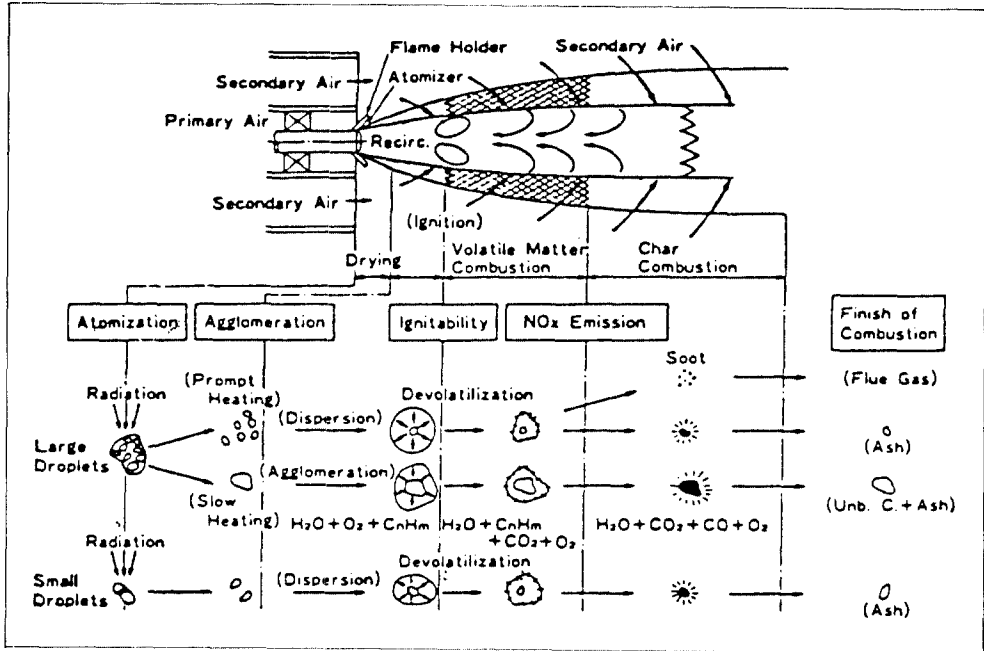 Flame Holder
Secondary Air
Secondary Air
Atomizer
Primary Air
Recirc.
Secondary Air
(Ignition)
Drying
Volatile Matter
Combustion
Char
Combustion
Atomization
Agglomeration
Ignitability
NOx Emission
Finish of
Combustion
Soot
(Flue Gas)
Radiation
(Prompt
Heating)
(Dispersion)
Devolatilization
Large
Droplets
(Ash)
(Agglomeration)
(Slow
Heating)
(Unb. C.+Ash)
H₂O + O₂ + CnHm
H₂O + CnHm
+ CO₂ + O₂
H₂O + CO₂ + CO + O₂
Radiation
Devolatilization
Small
Droplets
(Dispersion)
(Ash)